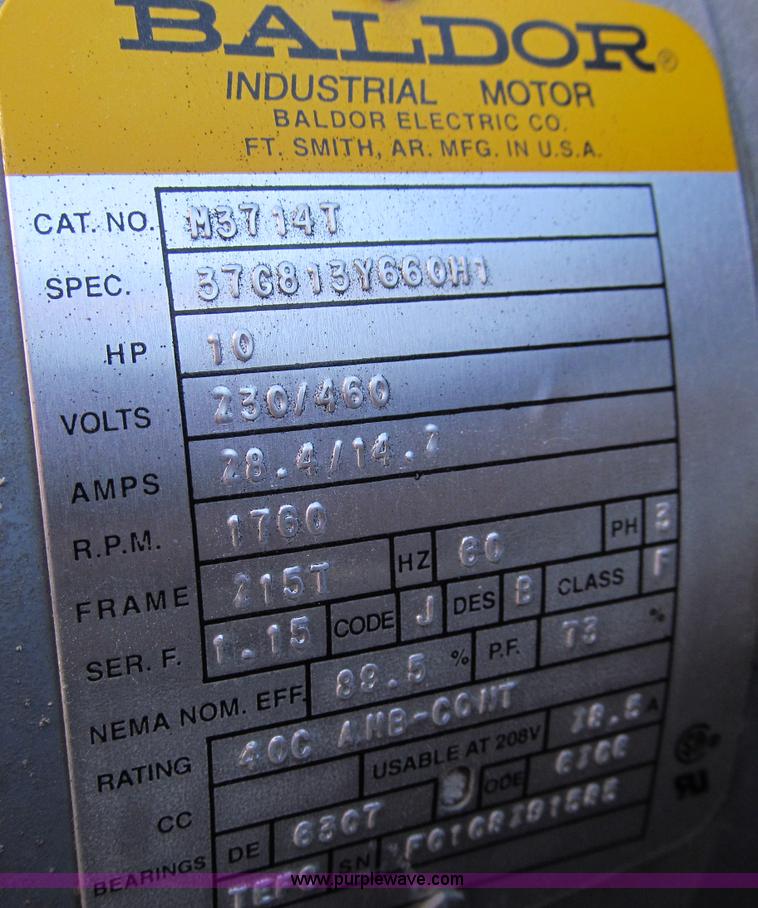 BALDOR®
INDUSTRIAL MOTOR
BALDOR ELECTRIC CO.
FT. SMITH, AR. MFG. IN U.S.A.
CAT. NO. M3714T
SPEC. 37G813Y660H1
HP 10
VOLTS 230/460
AMPS 28.4/14.2
R.P.M. 1760
FRAME 215T HZ 60 PH 3
SER. F. 1.15 CODE J DES B CLASS F
NEMA NOM. EFF. 89.5 % P.F. 73 %
RATING 40C AMB-CONT
CC USABLE AT 208V A
BEARINGS DE 6307 ODE 6206
SN
www.purplewave.com